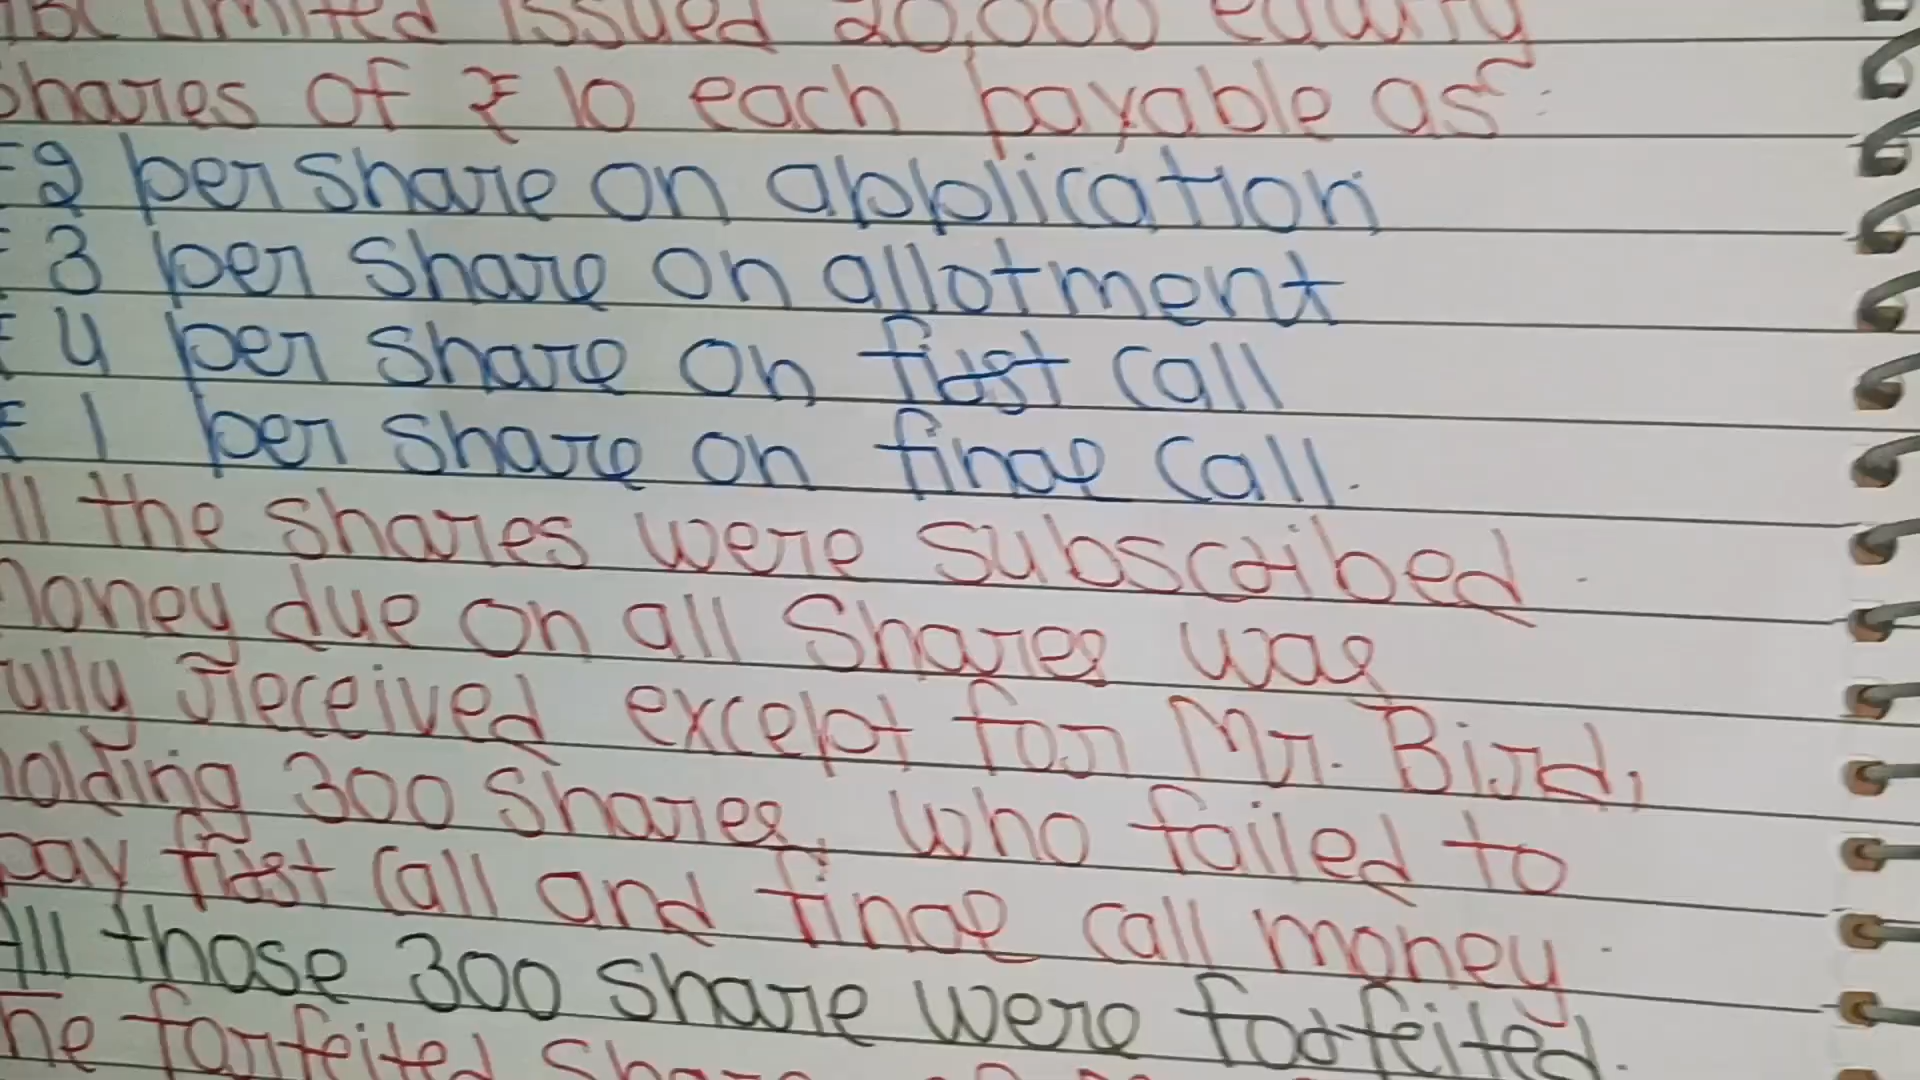 Limited issued 20,000 equity
shares of ₹ 10 each payable as:
₹ 2 per share on application
₹ 3 per share on allotment
₹ 4 per share on first call
₹ 1 per share on final call.
All the shares were subscribed.
Money due on all shares was
fully received except for Mr. Bird,
holding 300 shares, who failed to
pay first call and final call money.
All those 300 share were forfeited.
The forfeited